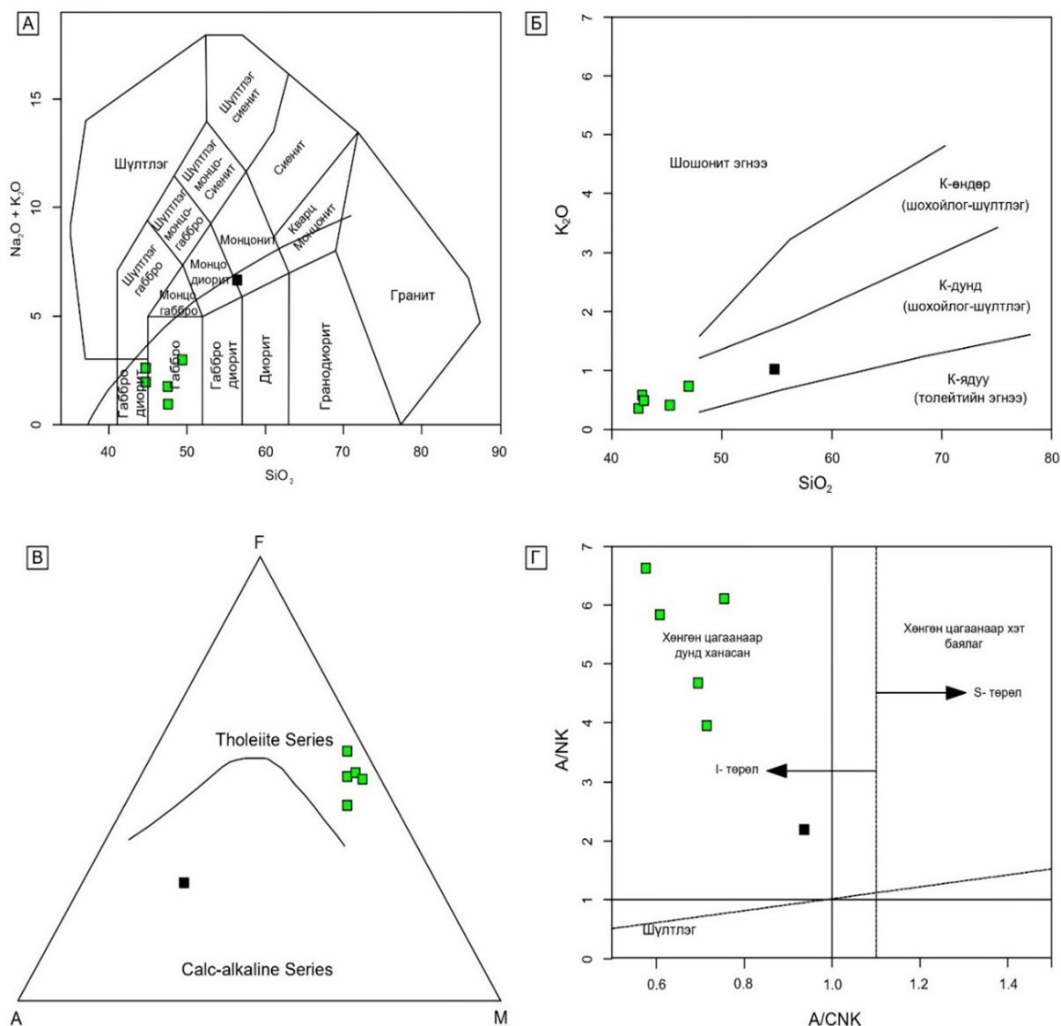 А
Na₂O + K₂O
15
10
5
0
40
50
60
70
80
90
SiO₂
Шүлтлэг
Шүлтлэг
сиенит
Шүлтлэг
монцо-
Сиенит
Сиенит
Шүлтлэг
монцо-
габбро
Шүлтлэг
габбро
Монцонит
Кварц
Монцонит
Монцо
диорит
Монцо
габбро
Гранит
Габбро
диорит
Габбро
Габбро
диорит
Диорит
Гранодиорит
Б
K₂O
7
6
5
4
3
2
1
0
40
50
60
70
80
SiO₂
Шошонит эгнээ
К-өндөр
(шохойлог-шүлтлэг)
К-дунд
(шохойлог-шүлтлэг)
К-ядуу
(толейтийн эгнээ)
В
F
Tholeiite Series
Calc-alkaline Series
A
M
Г
A/NK
7
6
5
4
3
2
1
0
0.6
0.8
1.0
1.2
1.4
A/CNK
Хөнгөн цагаанаар
дунд ханасан
Хөнгөн цагаанаар хэт
баялаг
S- төрөл
I- төрөл
Шүлтлэг